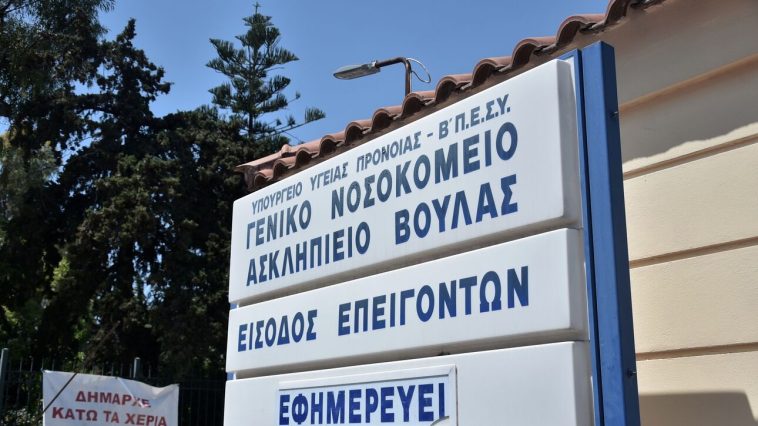 ΥΠΟΥΡΓΕΙΟ ΥΓΕΙΑΣ ΠΡΟΝΟΙΑΣ - Β΄ Π.Ε.Σ.Υ.
ΓΕΝΙΚΟ ΝΟΣΟΚΟΜΕΙΟ
ΑΣΚΛΗΠΙΕΙΟ ΒΟΥΛΑΣ
ΕΙΣΟΔΟΣ ΕΠΕΙΓΟΝΤΩΝ
ΕΦΗΜΕΡΕΥΕΙ
ΔΗΜΑΡΧΕ
ΚΑΤΩ ΤΑ ΧΕΡΙΑ